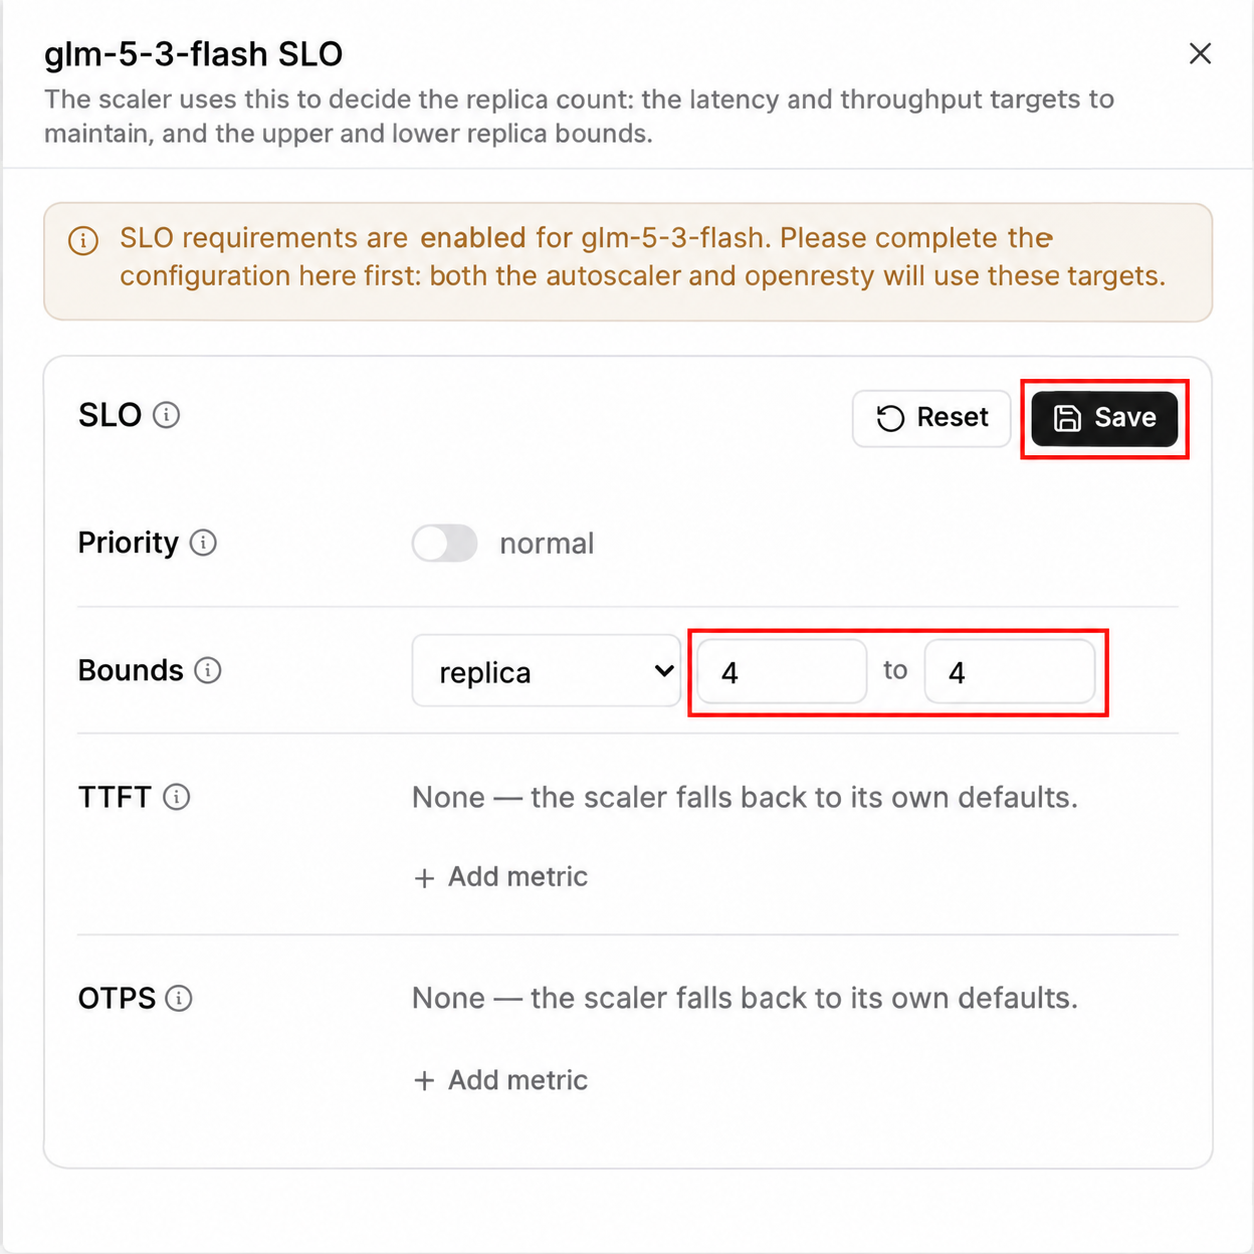 glm-5-3-flash SLO
The scaler uses this to decide the replica count: the latency and throughput targets to
maintain, and the upper and lower replica bounds.
SLO requirements are enabled for glm-5-3-flash. Please complete the
configuration here first: both the autoscaler and openresty will use these targets.
SLO
Reset
Save
Priority
normal
Bounds
replica
4 to 4
TTFT
None — the scaler falls back to its own defaults.
+ Add metric
OTPS
None — the scaler falls back to its own defaults.
+ Add metric